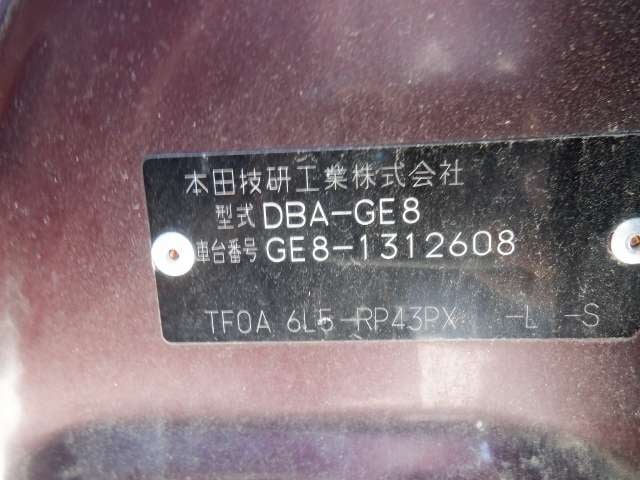 本田技研工業株式会社
型式 DBA-GE8
車台番号 GE8-1312608
TF0A 6L5-RP43PX -L -S